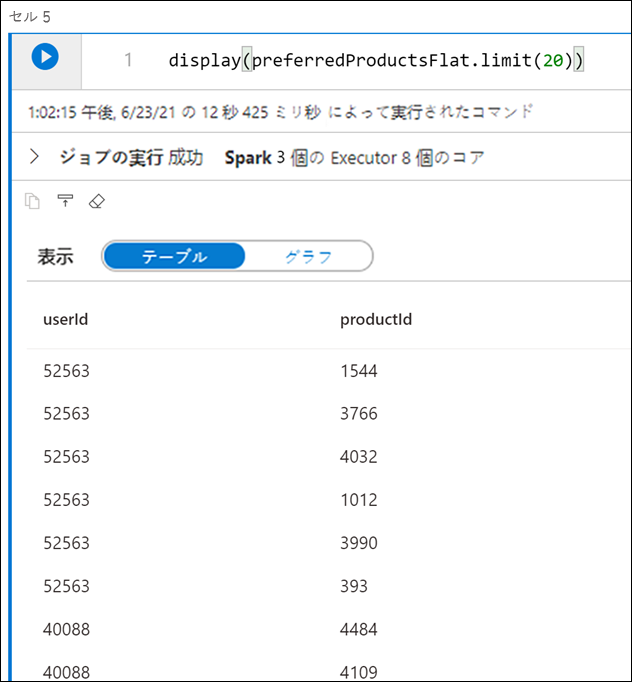 セル 5
1 display(preferredProductsFlat.limit(20))
1:02:15 午後, 6/23/21 の 12 秒 425 ミリ秒 によって実行されたコマンド
ジョブの実行 成功 Spark 3 個の Executor 8 個のコア
表示 テーブル グラフ
userId productId
52563 1544
52563 3766
52563 4032
52563 1012
52563 3990
52563 393
40088 4484
40088 4109